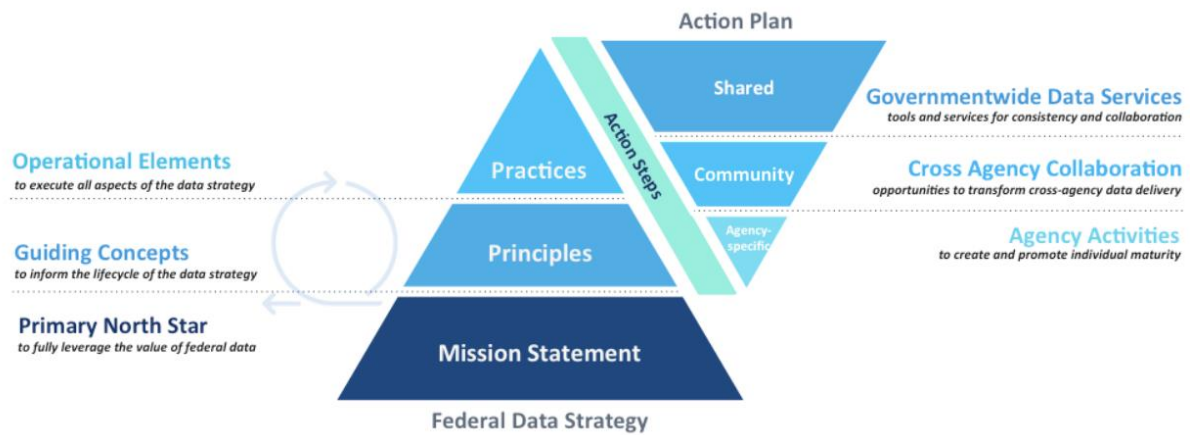 Action Plan
Shared
Governmentwide Data Services
tools and services for consistency and collaboration
Action Steps
Operational Elements
to execute all aspects of the data strategy
Practices
Community
Cross Agency Collaboration
opportunities to transform cross-agency data delivery
Guiding Concepts
to inform the lifecycle of the data strategy
Principles
Agency-
specific
Agency Activities
to create and promote individual maturity
Primary North Star
to fully leverage the value of federal data
Mission Statement
Federal Data Strategy